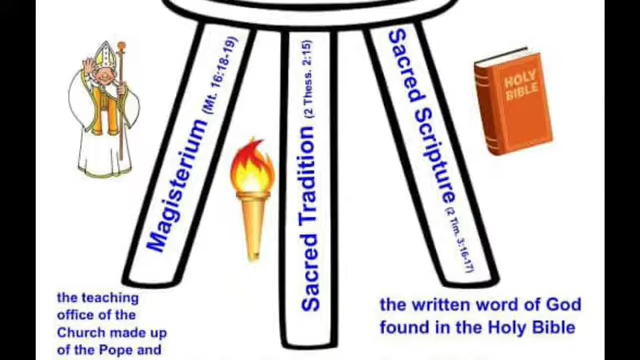 Magisterium (Mt. 16:18-19)
Sacred Tradition (2 Thess. 2:15)
Sacred Scripture (2 Tim. 3:16-17)
HOLY
BIBLE
the teaching
office of the
Church made up
of the Pope and
the written word of God
found in the Holy Bible